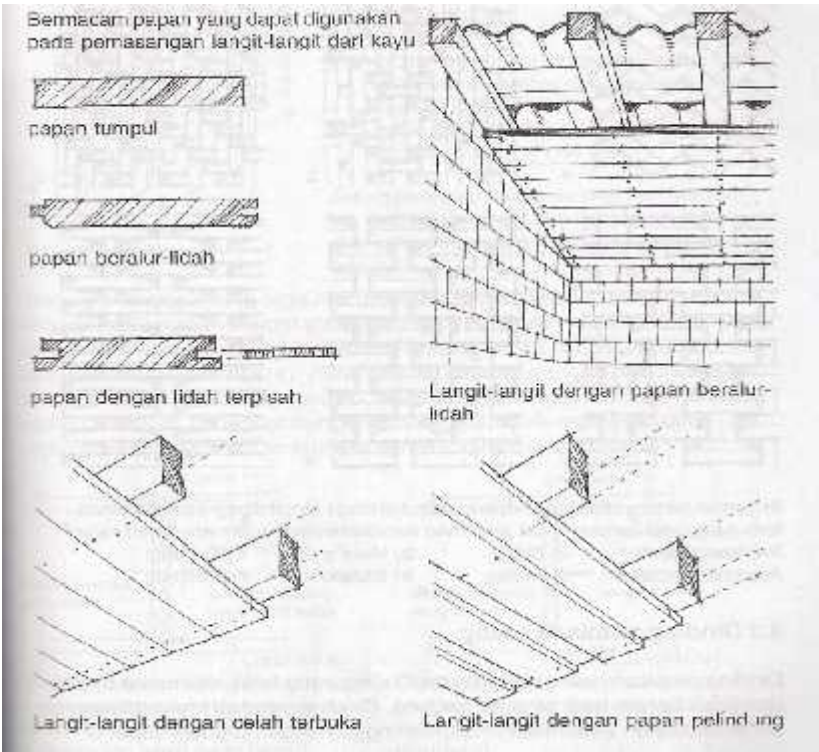 Bermacam papan yang dapat digunakan
pada pemasangan langit-langit dari kayu
papan tumpul
papan beralur-lidah
papan dengan lidah terpisah
Langit-langit dengan papan beralur-
lidah
Langit-langit dengan celah terbuka
Langit-langit dengan papan pelindung